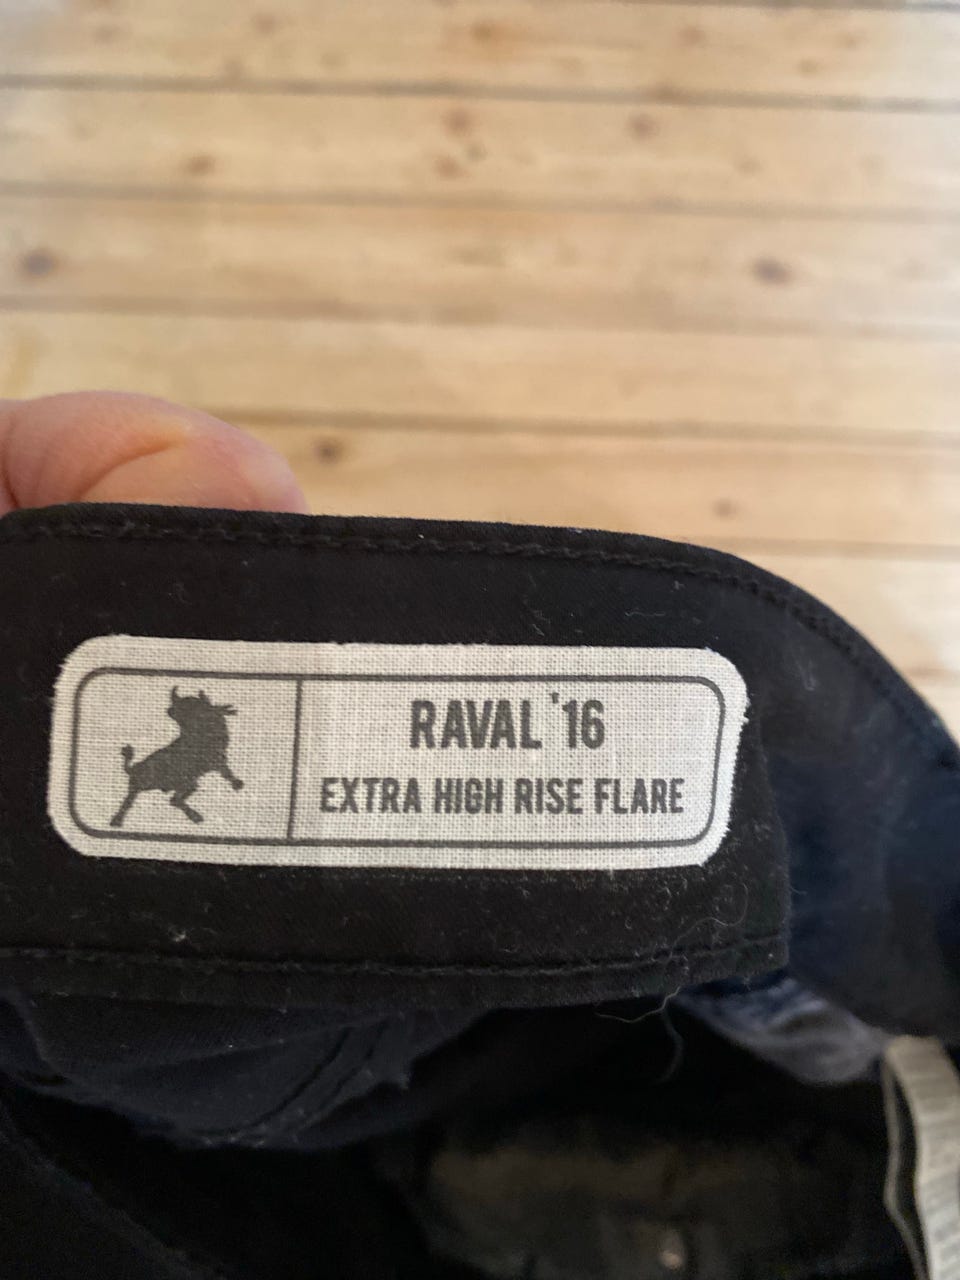 RAVAL '16
EXTRA HIGH RISE FLARE